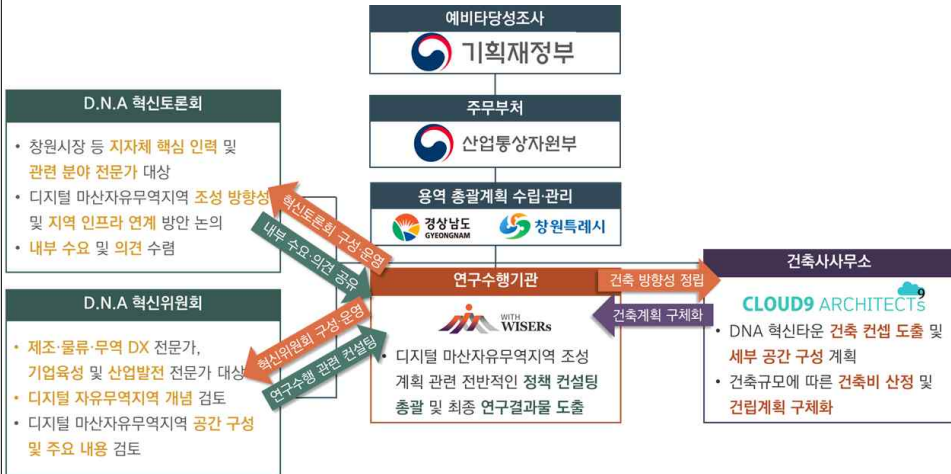 예비타당성조사
기획재정부
주무부처
산업통상자원부
용역 총괄계획 수립·관리
경상남도
GYEONGNAM
창원특례시
D.N.A 혁신토론회
• 창원시장 등 지자체 핵심 인력 및
관련 분야 전문가 대상
• 디지털 마산자유무역지역 조성 방향성
및 지역 인프라 연계 방안 논의
• 내부 수요 및 의견 수렴
혁신토론회 구성·운영
내부 수요·의견 공유
D.N.A 혁신위원회
• 제조·물류·무역 DX 전문가,
기업육성 및 산업발전 전문가 대상
• 디지털 자유무역지역 개념 검토
• 디지털 마산자유무역지역 공간 구성
및 주요 내용 검토
혁신위원회 구성·운영
연구수행 관련 컨설팅
연구수행기관
WITH
WISERs
• 디지털 마산자유무역지역 조성
계획 관련 전반적인 정책 컨설팅
총괄 및 최종 연구결과물 도출
건축 방향성 정립
건축계획 구체화
건축사사무소
9
CLOUD9 ARCHITECTs
• DNA 혁신타운 건축 컨셉 도출 및
세부 공간 구성 계획
• 건축규모에 따른 건축비 산정 및
건립계획 구체화